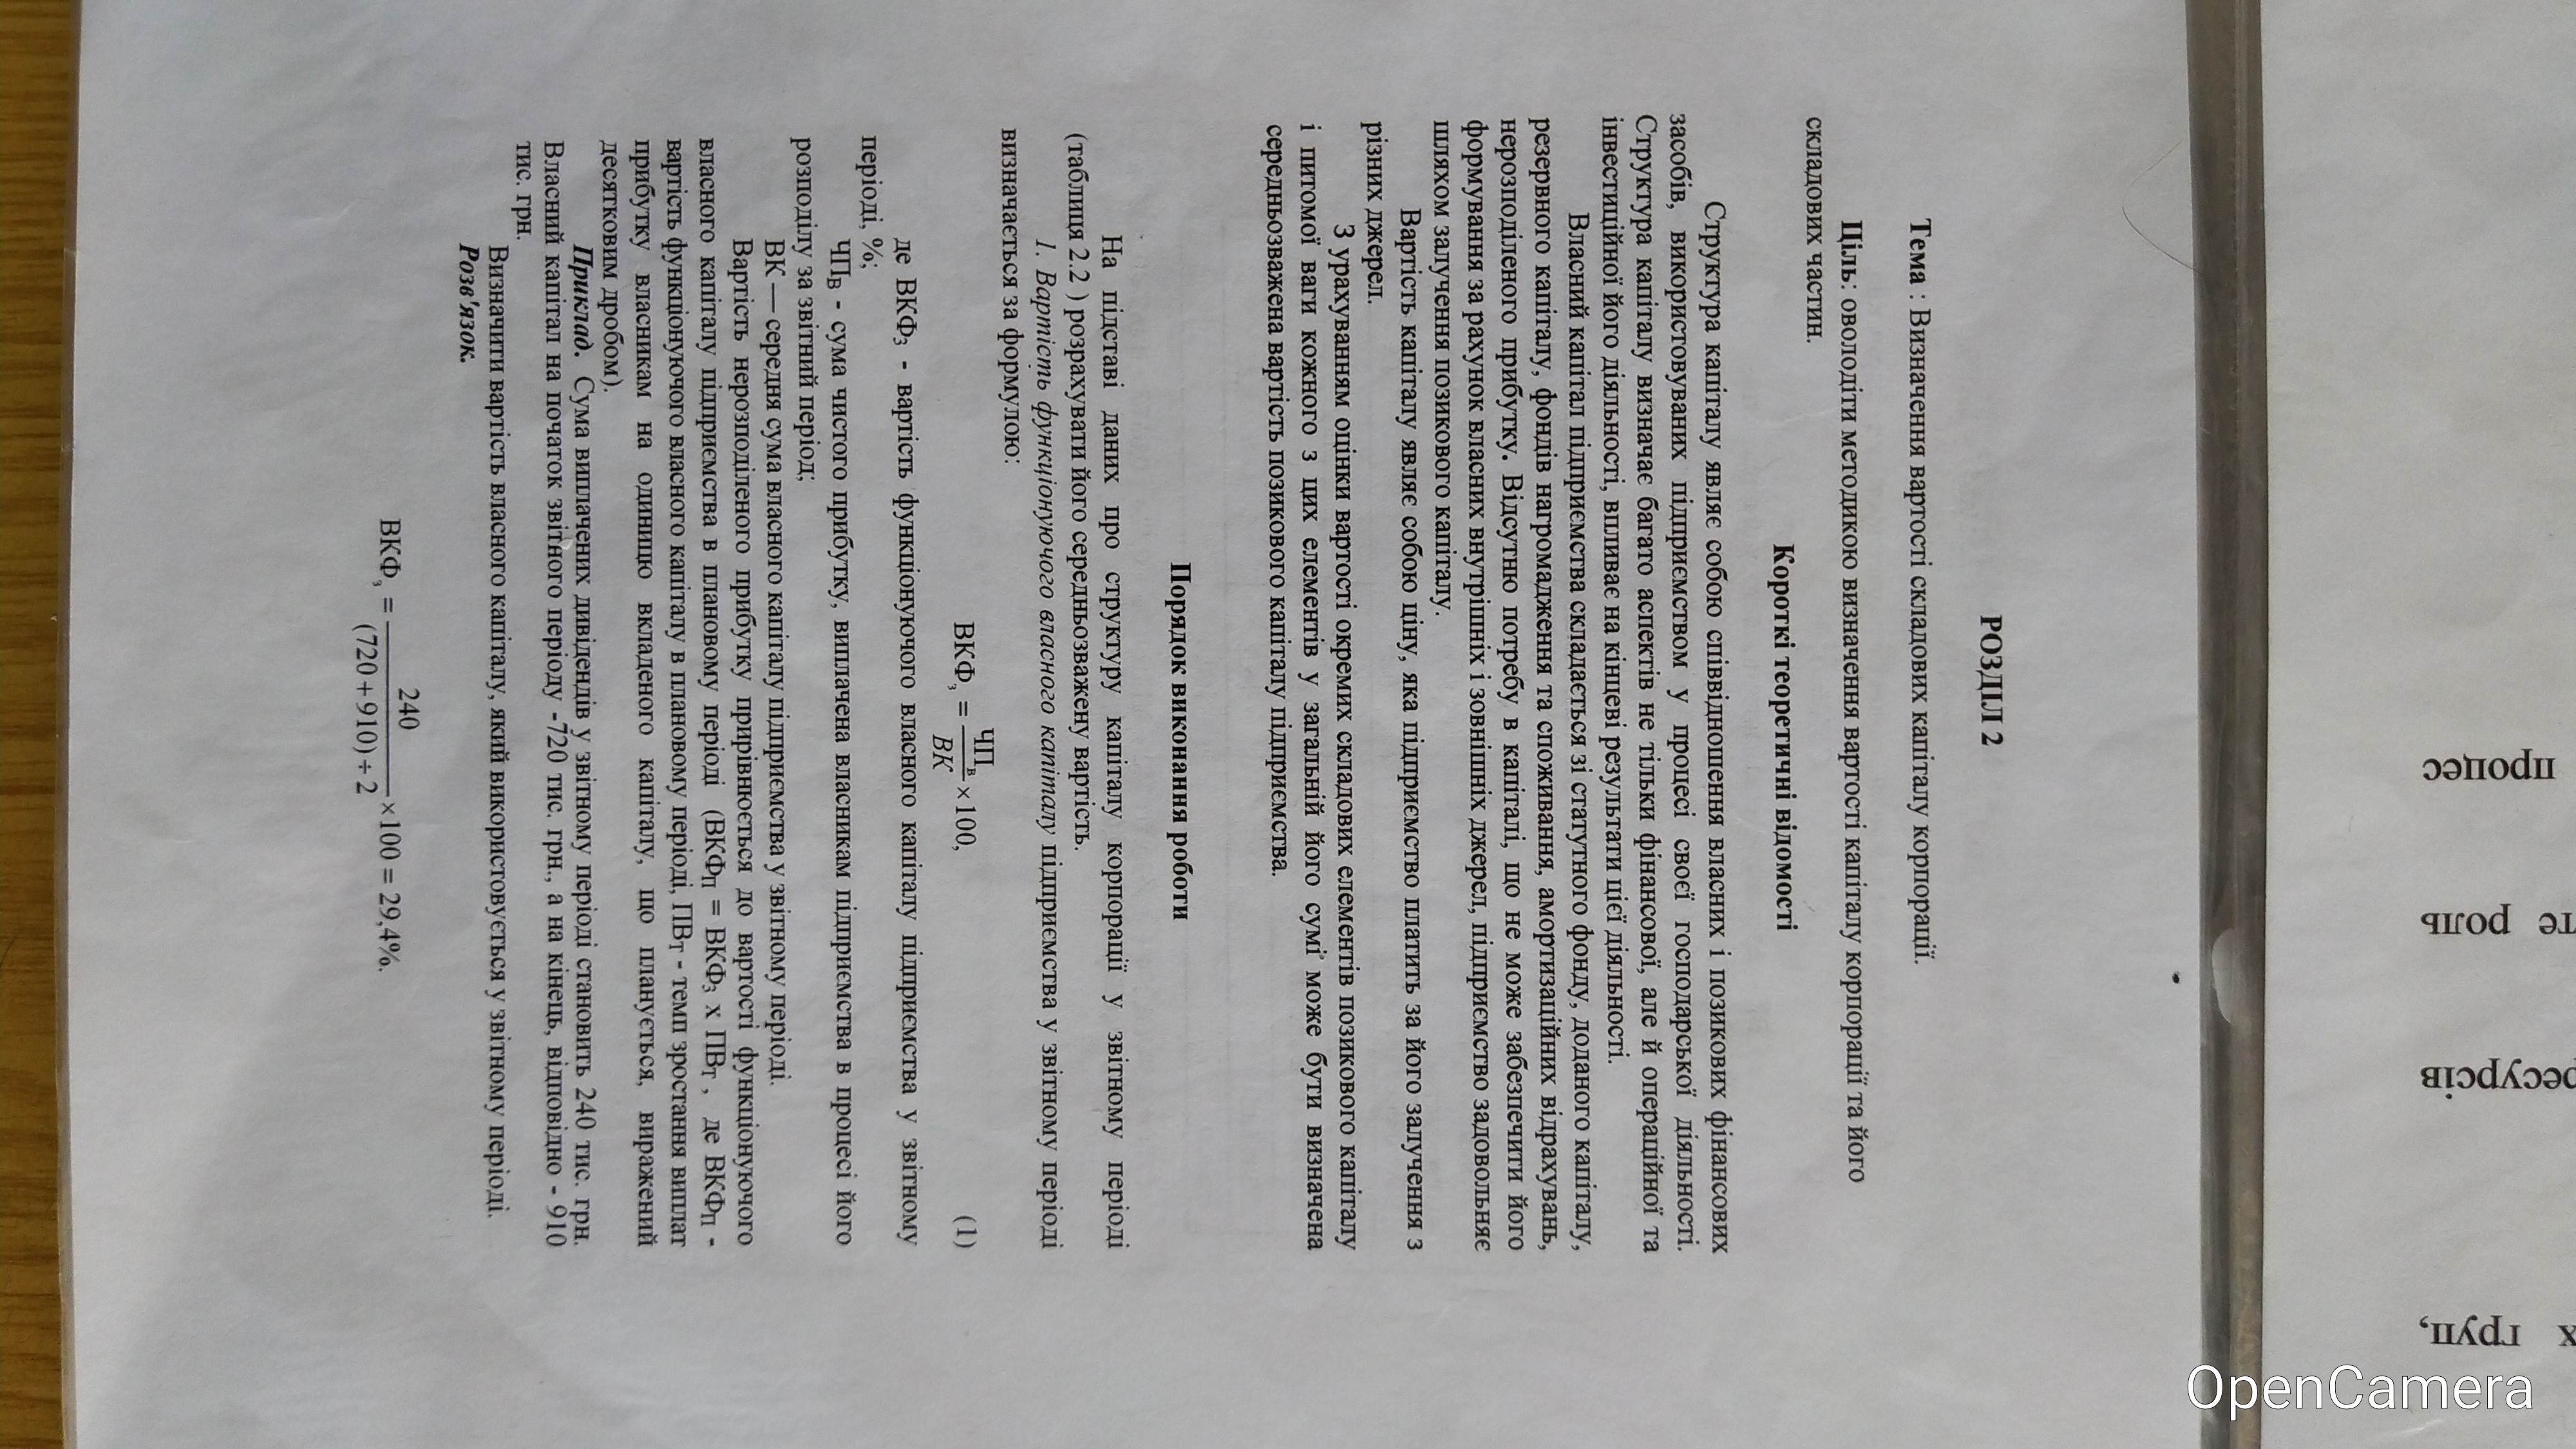 РОЗДІЛ 2
Тема : Визначення вартості складових капіталу корпорації.
Ціль: оволодіти методикою визначення вартості капіталу корпорації та його
складових частин.
Короткі теоретичні відомості
Структура капіталу являє собою співвідношення власних і позикових фінансових
засобів, використовуваних підприємством у процесі своєї господарської діяльності.
Структура капіталу визначає багато аспектів не тільки фінансової, але й операційної та
інвестиційної його діяльності, впливає на кінцеві результати цієї діяльності.
Власний капітал підприємства складається зі статутного фонду, доданого капіталу,
резервного капіталу, фондів нагромадження та споживання, амортизаційних відрахувань,
нерозподіленого прибутку. Відсутню потребу в капіталі, що не може забезпечити його
формування за рахунок власних внутрішніх і зовнішніх джерел, підприємство задовольняє
шляхом залучення позикового капіталу.
Вартість капіталу являє собою ціну, яка підприємство платить за його залучення з
різних джерел.
З урахуванням оцінки вартості окремих складових елементів позикового капіталу
і питомої ваги кожного з цих елементів у загальній його сумі може бути визначена
середньозважена вартість позикового капіталу підприємства.
Порядок виконання роботи
На підставі даних про структуру капіталу корпорації у звітному періоді
(таблиця 2.2 ) розрахувати його середньозважену вартість.
1. Вартість функціонуючого власного капіталу підприємства у звітному періоді
визначається за формулою:
ВКФз = ЧПв / ВК × 100, (1)
де ВКФз - вартість функціонуючого власного капіталу підприємства у звітному
періоді, %;
ЧПв - сума чистого прибутку, виплачена власникам підприємства в процесі його
розподілу за звітний період;
ВК — середня сума власного капіталу підприємства у звітному періоді.
Вартість нерозподіленого прибутку прирівнюється до вартості функціонуючого
власного капіталу підприємства в плановому періоді (ВКФп = ВКФз х ПВт , де ВКФп -
вартість функціонуючого власного капіталу в плановому періоді, ПВт - темп зростання виплат
прибутку власникам на одиницю вкладеного капіталу, що планується, виражений
десятковим дробом).
Приклад. Сума виплачених дивідендів у звітному періоді становить 240 тис. грн.
Власний капітал на початок звітного періоду -720 тис. грн., а на кінець, відповідно - 910
тис. грн.
Визначити вартість власного капіталу, який використовується у звітному періоді.
Розв'язок.
ВКФз = 240 / (720+910)÷2 ×100 = 29,4%.
процес
роль
ресурсів
груп,
OpenCamera